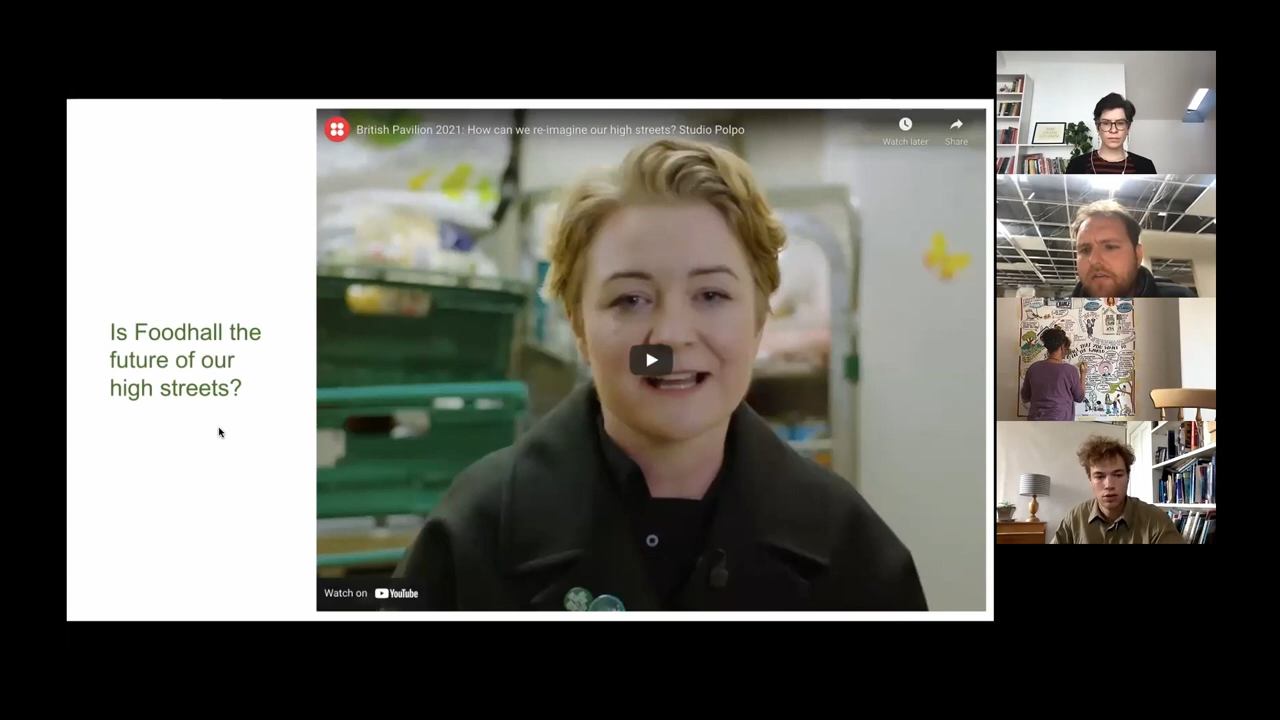 Is Foodhall the
future of our
high streets?
British Pavilion 2021: How can we re-imagine our high streets? Studio Polpo
Watch later
Share
Watch on YouTube